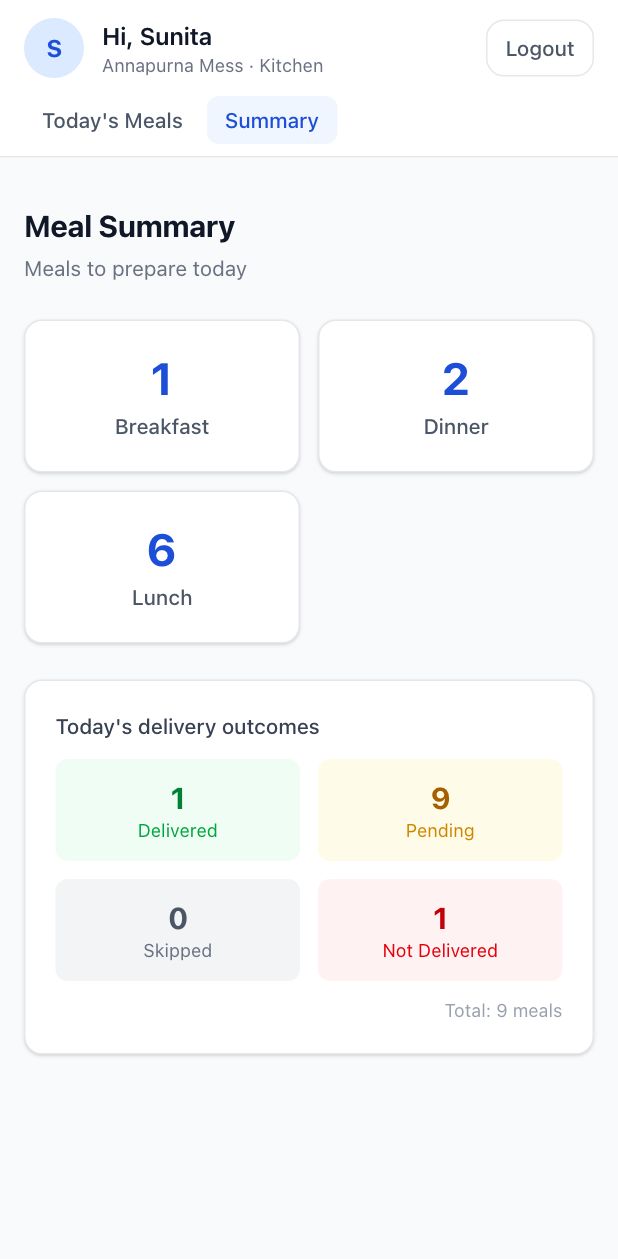 S
Hi, Sunita
Annapurna Mess · Kitchen
Logout
Today's Meals
Summary
Meal Summary
Meals to prepare today
1
Breakfast
2
Dinner
6
Lunch
Today's delivery outcomes
1
Delivered
9
Pending
0
Skipped
1
Not Delivered
Total: 9 meals